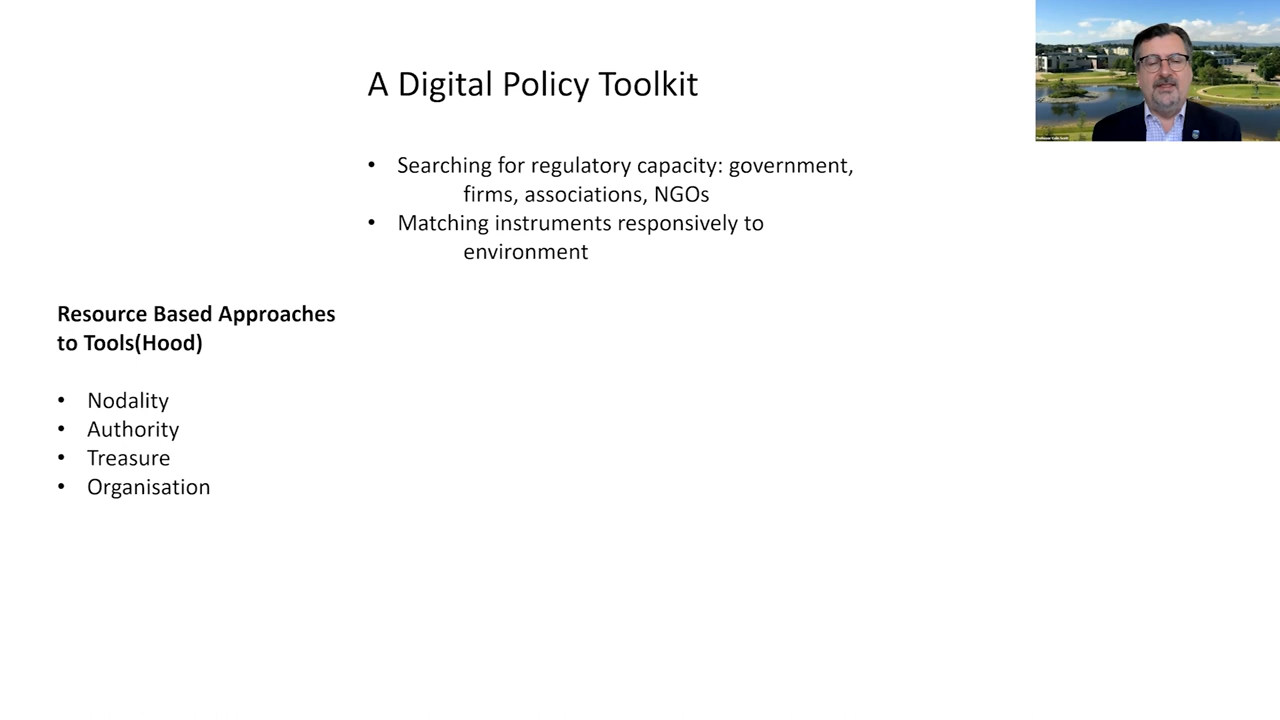 A Digital Policy Toolkit
• Searching for regulatory capacity: government,
firms, associations, NGOs
• Matching instruments responsively to
environment
Resource Based Approaches
to Tools(Hood)
• Nodality
• Authority
• Treasure
• Organisation